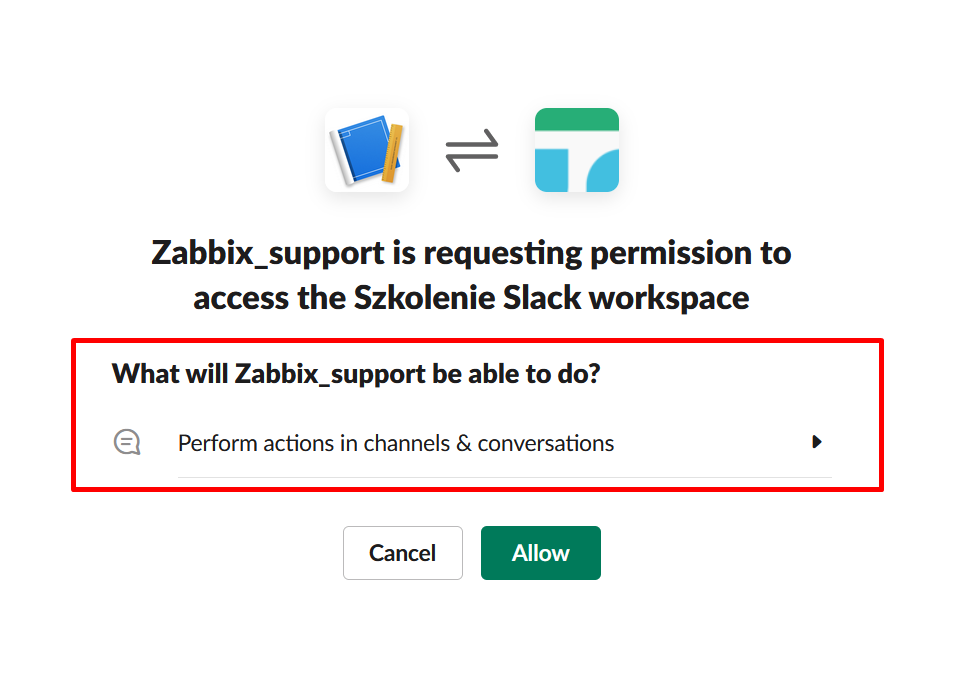 Zabbix_support is requesting permission to
access the Szkolenie Slack workspace
What will Zabbix_support be able to do?
Perform actions in channels & conversations
Cancel
Allow